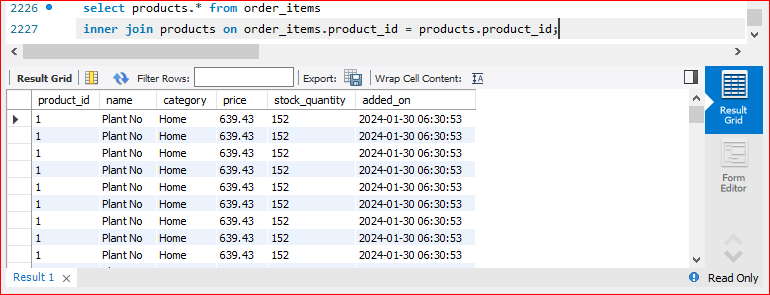 2226 select products.* from order_items
2227 inner join products on order_items.product_id = products.product_id;
Result Grid Filter Rows: Export: Wrap Cell Content: IA
product_id name category price stock_quantity added_on
1 Plant No Home 639.43 152 2024-01-30 06:30:53
1 Plant No Home 639.43 152 2024-01-30 06:30:53
1 Plant No Home 639.43 152 2024-01-30 06:30:53
1 Plant No Home 639.43 152 2024-01-30 06:30:53
1 Plant No Home 639.43 152 2024-01-30 06:30:53
1 Plant No Home 639.43 152 2024-01-30 06:30:53
1 Plant No Home 639.43 152 2024-01-30 06:30:53
1 Plant No Home 639.43 152 2024-01-30 06:30:53
1 Plant No Home 639.43 152 2024-01-30 06:30:53
Result
Grid
Form
Editor
Result 1 Read Only